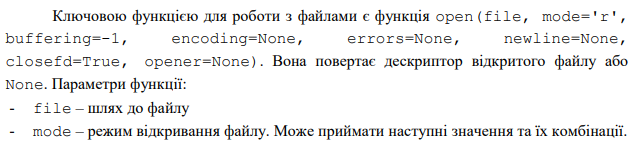 Ключовою функцією для роботи з файлами є функція open(file, mode='r',
buffering=-1, encoding=None, errors=None, newline=None,
closefd=True, opener=None). Вона повертає дескриптор відкритого файлу або
None. Параметри функції:
- file – шлях до файлу
- mode – режим відкривання файлу. Може приймати наступні значення та їх комбінації.